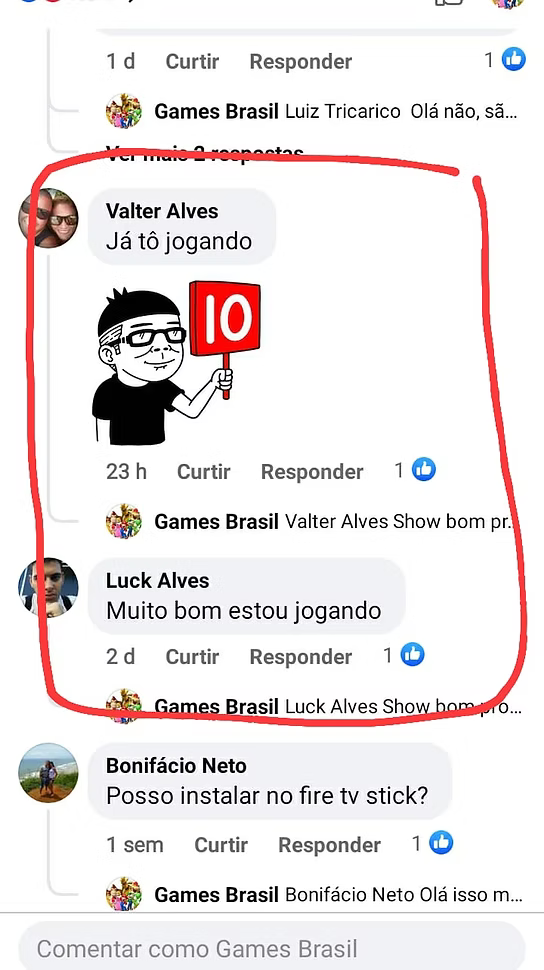 1 d Curtir Responder 1
Games Brasil Luiz Tricarico Olá não, sã...
Ver mais 2 respostas
Valter Alves
Já tô jogando
10
23 h Curtir Responder 1
Games Brasil Valter Alves Show bom pr...
Luck Alves
Muito bom estou jogando
2 d Curtir Responder 1
Games Brasil Luck Alves Show bom pro...
Bonifácio Neto
Posso instalar no fire tv stick?
1 sem Curtir Responder 1
Games Brasil Bonifácio Neto Olá isso m...
Comentar como Games Brasil